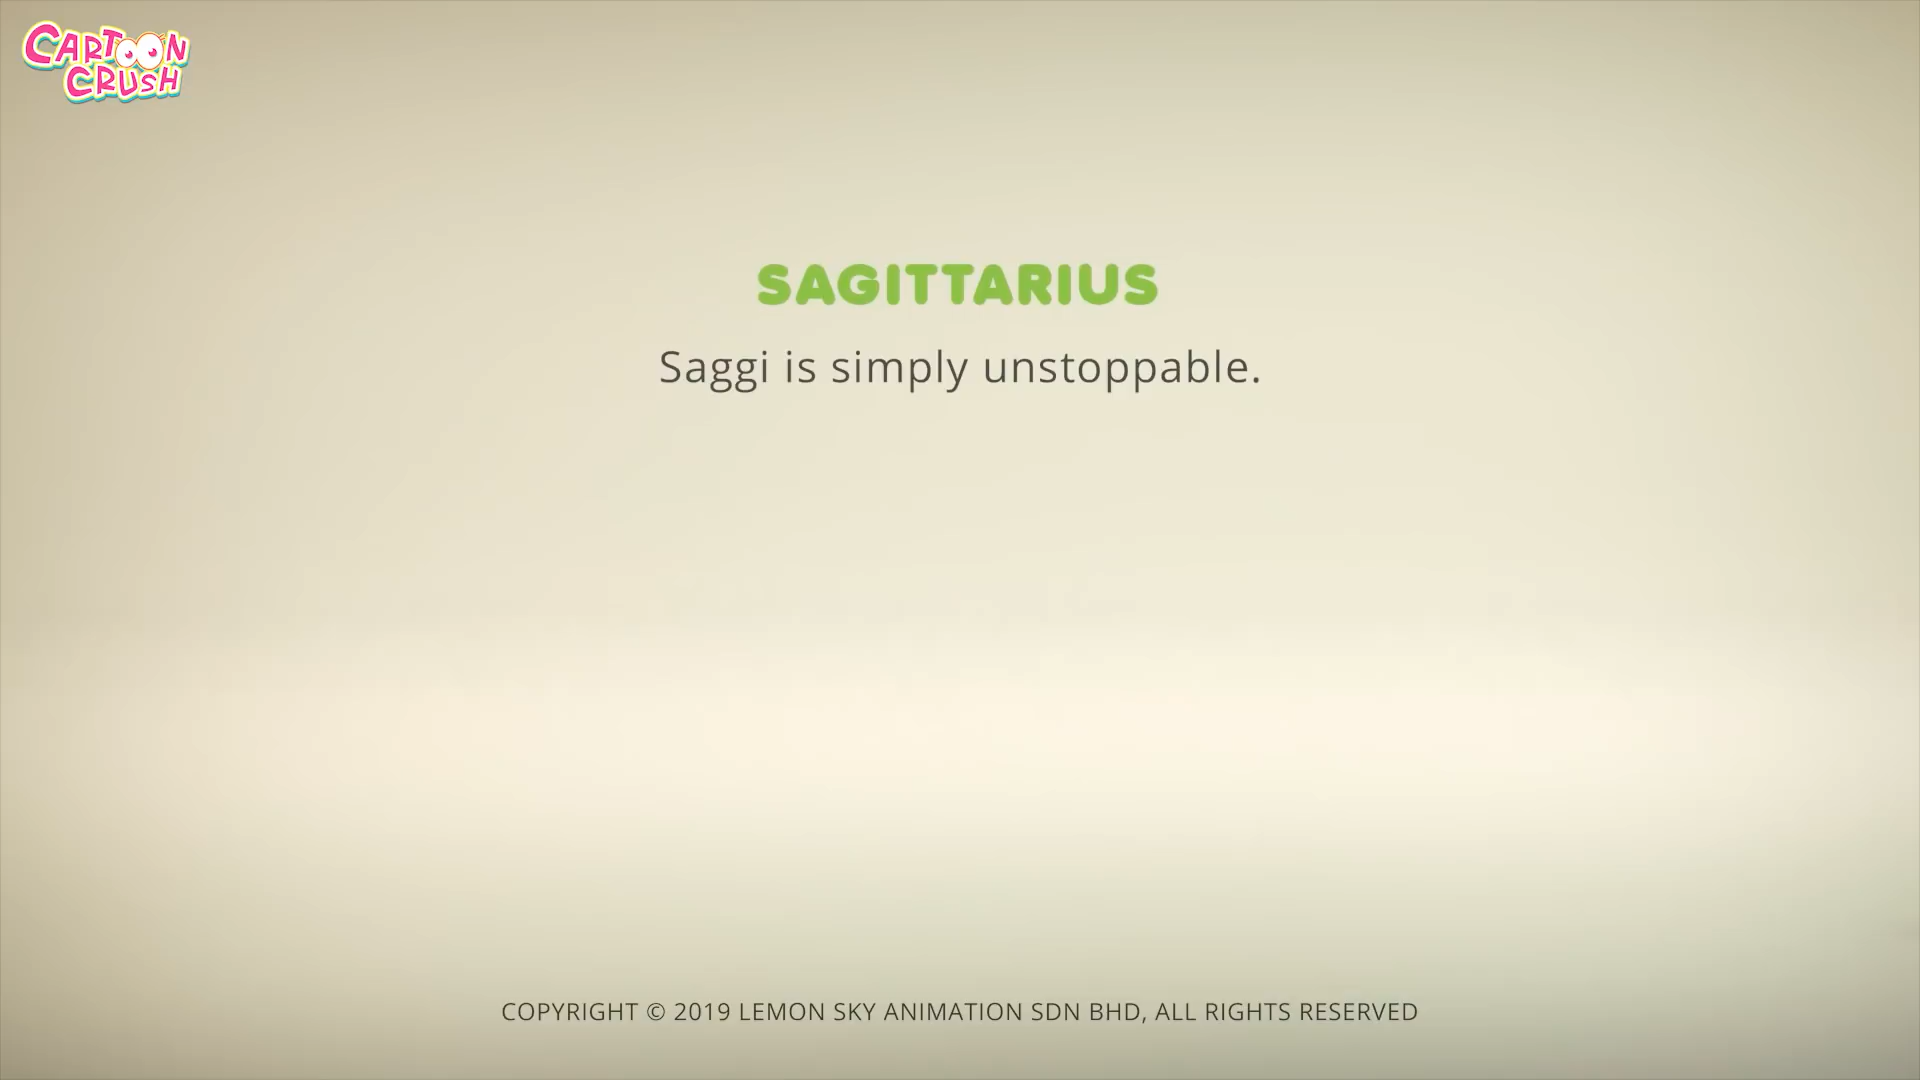 CARTOON
CRUSH
SAGITTARIUS
Saggi is simply unstoppable.
COPYRIGHT © 2019 LEMON SKY ANIMATION SDN BHD, ALL RIGHTS RESERVED